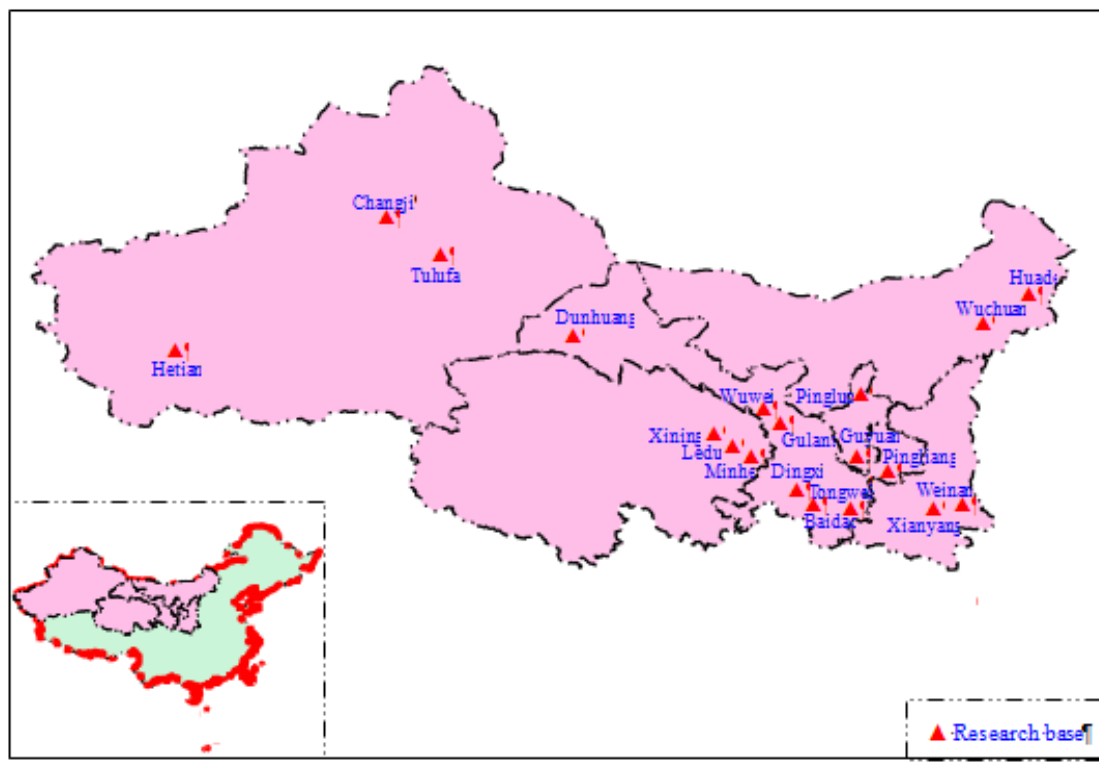 Changji
Tulufa
Hetian
Dunhuang
Huade
Wuchuan
Wuwei
Pinglu
Xining
Gulang
Guyuan
Ledu
Minhe
Dingxi
Pingliang
Tongwei
Weinan
Baidao
Xianyang
Research base¶